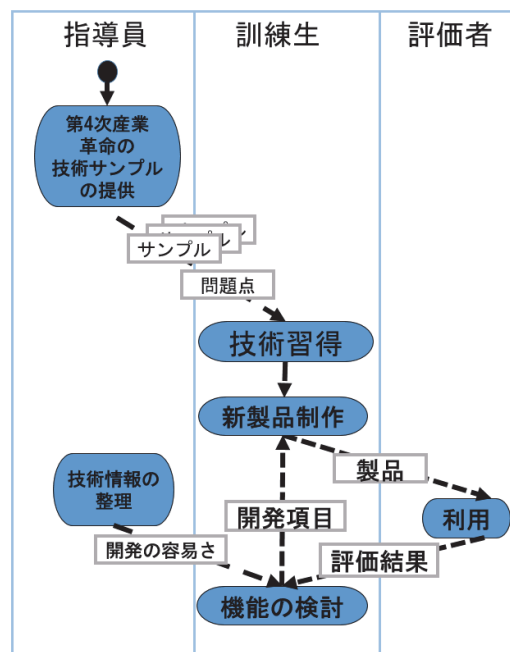 指導員
訓練生
評価者
第4次産業
革命の
技術サンプル
の提供
サンプル
問題点
技術習得
新製品制作
製品
技術情報の
整理
開発項目
利用
開発の容易さ
評価結果
機能の検討